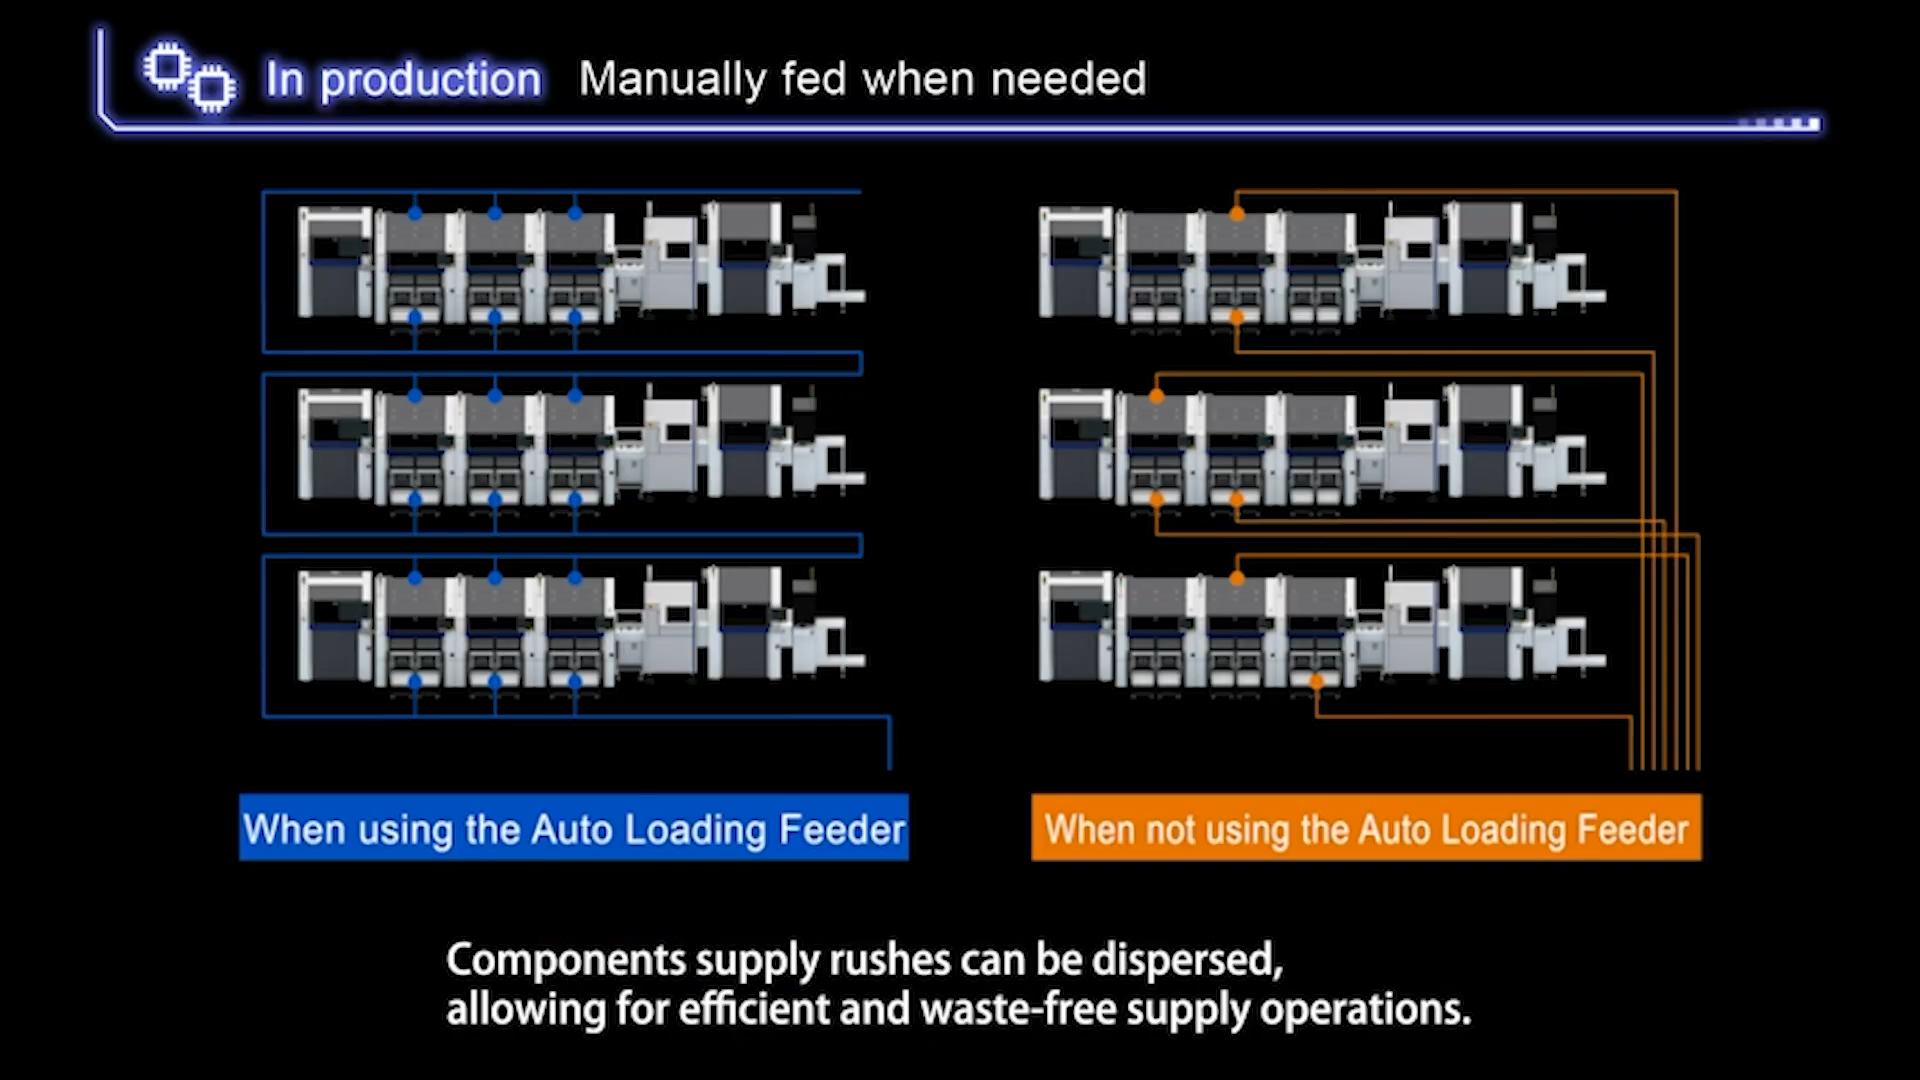 In production Manually fed when needed
When using the Auto Loading Feeder
When not using the Auto Loading Feeder
Components supply rushes can be dispersed,
allowing for efficient and waste-free supply operations.